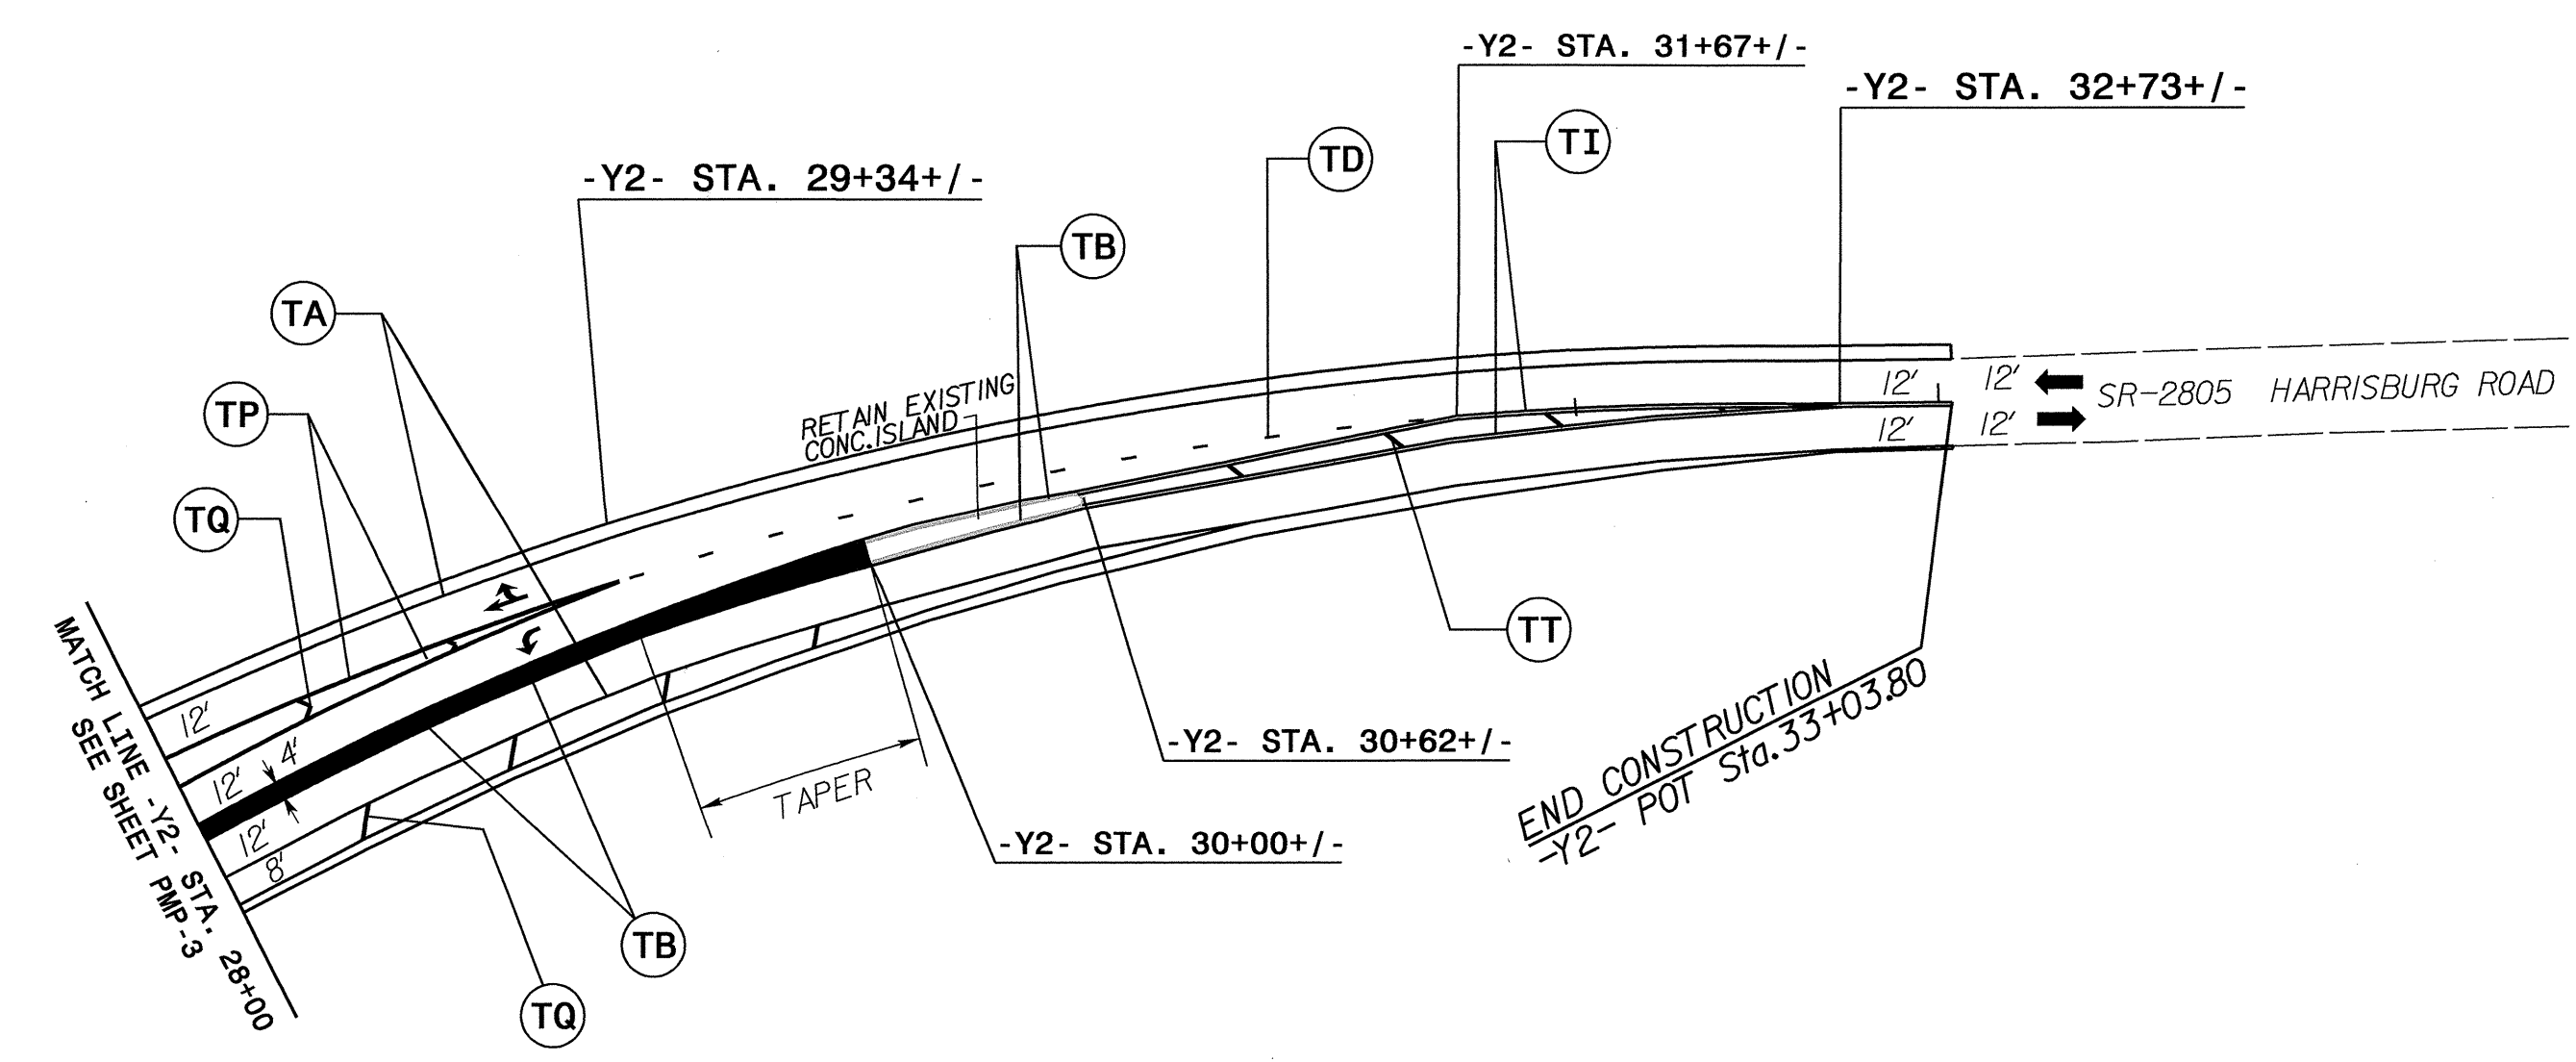 -Y2- STA. 31+67+/-
-Y2- STA. 32+73+/-
TI
TD
-Y2- STA. 29+34+/-
TB
TA
TP
TQ
RETAIN EXISTING
CONC.ISLAND
12' 12'
SR-2805 HARRISBURG ROAD
12' 12'
MATCH LINE -Y2- STA. 28+00
SEE SHEET PMP-3
12'
4'
12'
12'
8'
TAPER
TT
-Y2- STA. 30+62+/-
-Y2- STA. 30+00+/-
END CONSTRUCTION
-Y2- POT Sta.33+03.80
TB
TQ